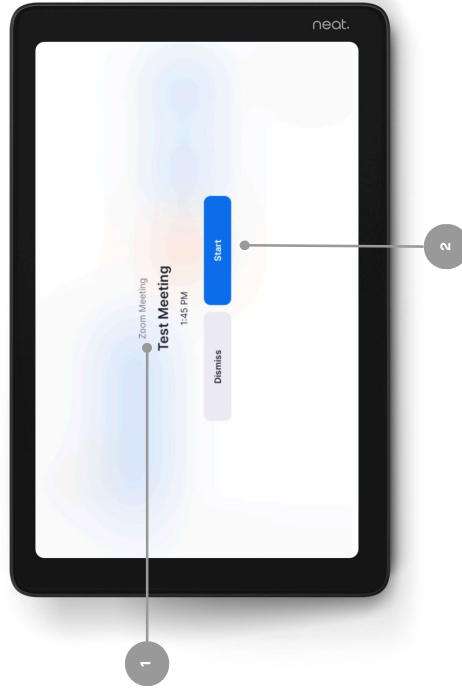 neat.
Zoom Meeting
Test Meeting
1:45 PM
Dismiss
Start
1
2